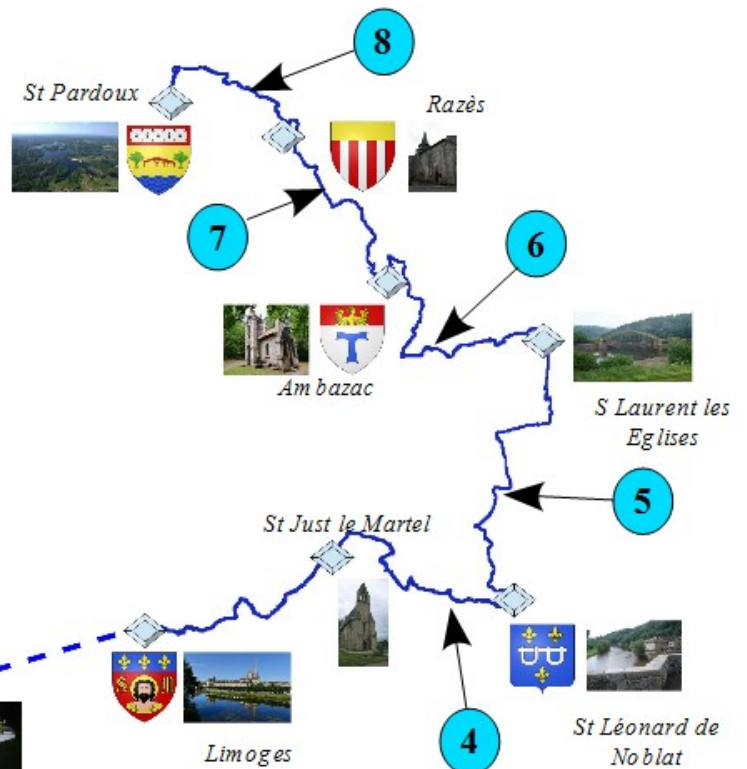 8
St Pardoux
Razès
7
6
Ambazac
S Laurent les
Eglises
5
St Just le Martel
4
St Léonard de
Noblat
Limoges